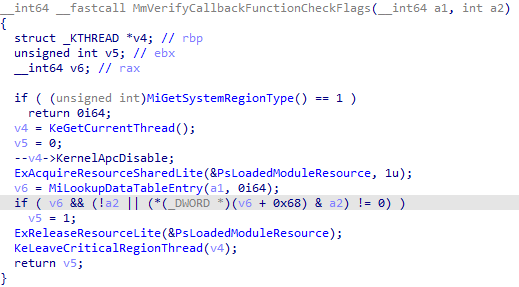 __int64 __fastcall MmVerifyCallbackFunctionCheckFlags(__int64 a1, int a2)
{
  struct _KTHREAD *v4; // rbp
  unsigned int v5; // ebx
  __int64 v6; // rax

  if ( (unsigned int)MiGetSystemRegionType() == 1 )
    return 0i64;
  v4 = KeGetCurrentThread();
  v5 = 0;
  --v4->KernelApcDisable;
  ExAcquireResourceSharedLite(&PsLoadedModuleResource, 1u);
  v6 = MiLookupDataTableEntry(a1, 0i64);
  if ( v6 && (!a2 || (*(_DWORD *)(v6 + 0x68) & a2) != 0) )
    v5 = 1;
  ExReleaseResourceLite(&PsLoadedModuleResource);
  KeLeaveCriticalRegionThread(v4);
  return v5;
}